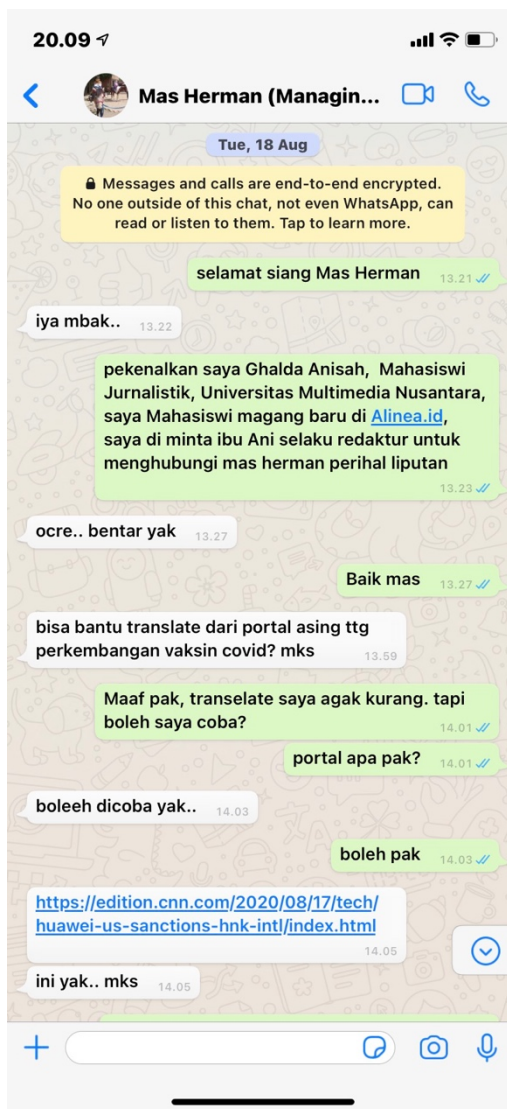 20.09
Mas Herman (Managin...
Tue, 18 Aug
Messages and calls are end-to-end encrypted.
No one outside of this chat, not even WhatsApp, can
read or listen to them. Tap to learn more.
selamat siang Mas Herman 13.21
iya mbak.. 13.22
pekenalkan saya Ghalda Anisah, Mahasiswi
Jurnalistik, Universitas Multimedia Nusantara,
saya Mahasiswi magang baru di Alinea.id,
saya di minta ibu Ani selaku redaktur untuk
menghubungi mas herman perihal liputan
13.23
ocre.. bentar yak 13.27
Baik mas 13.27
bisa bantu translate dari portal asing ttg
perkembangan vaksin covid? mks 13.59
Maaf pak, transelate saya agak kurang. tapi
boleh saya coba? 14.01
portal apa pak? 14.01
boleeh dicoba yak.. 14.03
boleh pak 14.03
https://edition.cnn.com/2020/08/17/tech/
huawei-us-sanctions-hnk-intl/index.html
14.05
ini yak.. mks 14.05